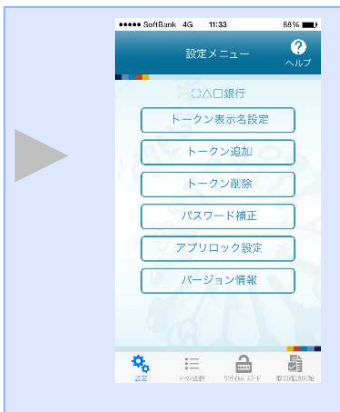 ●●●●● SoftBank 4G 11:33 68%
設定メニュー
?
ヘルプ
○△□銀行
トークン表示名設定
トークン追加
トークン削除
パスワード補正
アプリロック設定
バージョン情報
設定